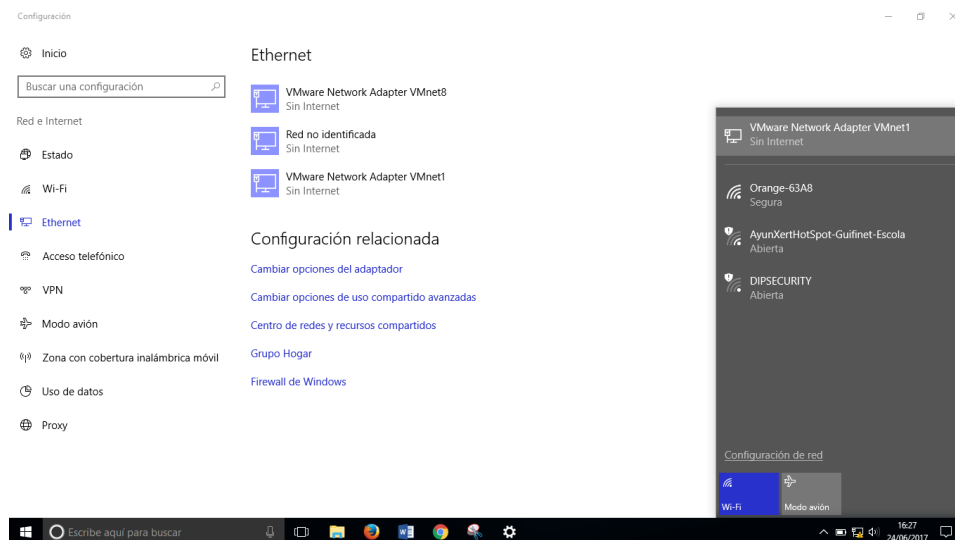 Configuración
Inicio
Buscar una configuración
Red e Internet
Estado
Wi-Fi
Ethernet
Acceso telefónico
VPN
Modo avión
Zona con cobertura inalámbrica móvil
Uso de datos
Proxy
Ethernet
VMware Network Adapter VMnet8
Sin Internet
Red no identificada
Sin Internet
VMware Network Adapter VMnet1
Sin Internet
Configuración relacionada
Cambiar opciones del adaptador
Cambiar opciones de uso compartido avanzadas
Centro de redes y recursos compartidos
Grupo Hogar
Firewall de Windows
VMware Network Adapter VMnet1
Sin Internet
Orange-63A8
Segura
AyunXertHotSpot-Guifinet-Escola
Abierta
DIPSECURITY
Abierta
Configuración de red
Wi-Fi
Modo avión
Escribe aquí para buscar
16:27
24/06/2017